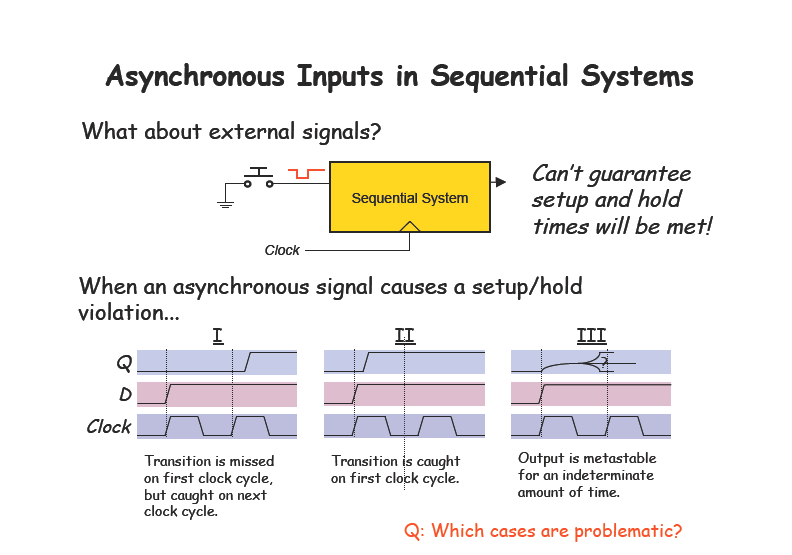 Asynchronous Inputs in Sequential Systems
What about external signals?
Sequential System
Clock
Can't guarantee
setup and hold
times will be met!
When an asynchronous signal causes a setup/hold
violation...
I
II
III
Q
D
Clock
?
Transition is missed
on first clock cycle,
but caught on next
clock cycle.
Transition is caught
on first clock cycle.
Output is metastable
for an indeterminate
amount of time.
Q: Which cases are problematic?